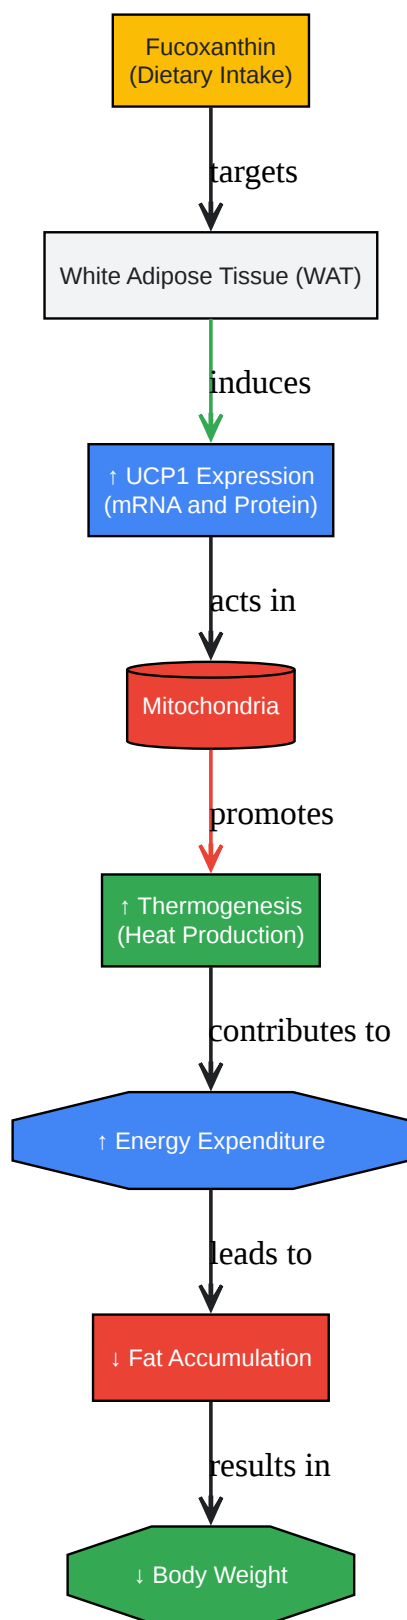 Fucoxanthin
(Dietary Intake)
targets
White Adipose Tissue (WAT)
induces
↑ UCP1 Expression
(mRNA and Protein)
acts in
Mitochondria
promotes
↑ Thermogenesis
(Heat Production)
contributes to
↑ Energy Expenditure
leads to
↓ Fat Accumulation
results in
↓ Body Weight